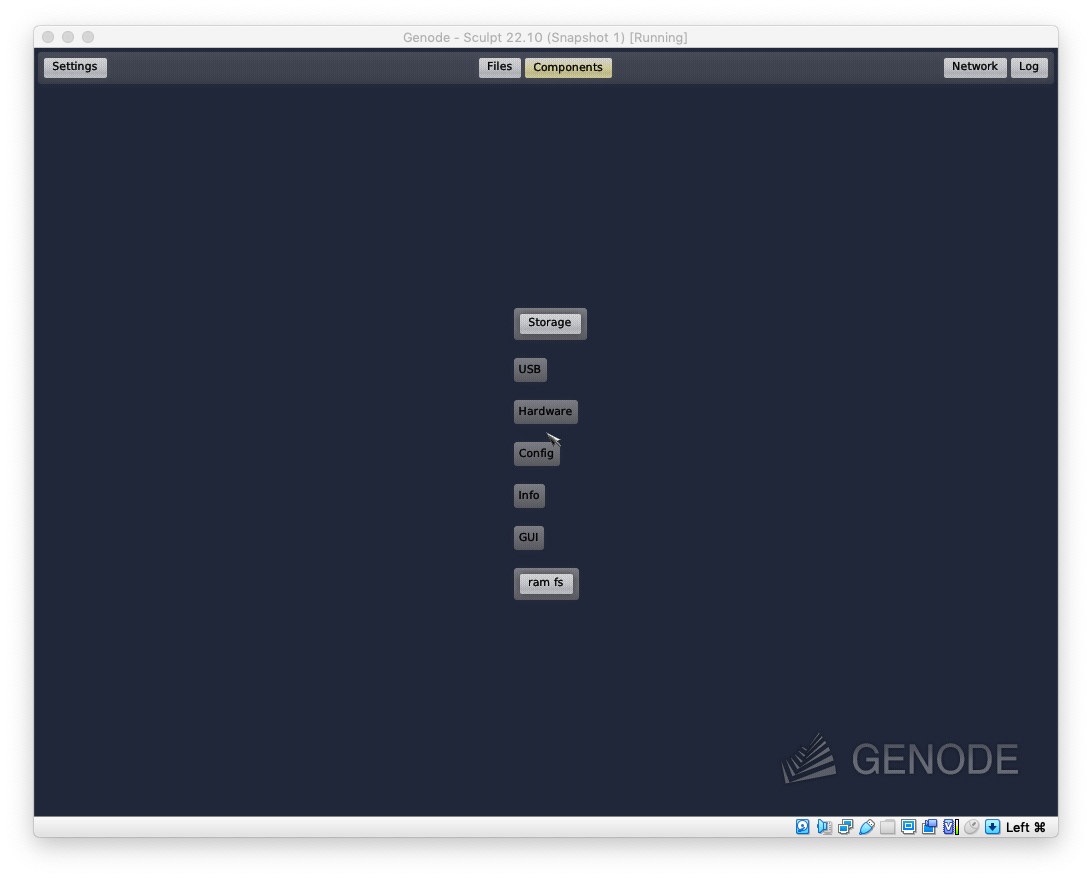 Genode - Sculpt 22.10 (Snapshot 1) [Running]
Settings Files Components Network Log
Storage
USB
Hardware
Config
Info
GUI
ram fs
GENODE
Left ⌘